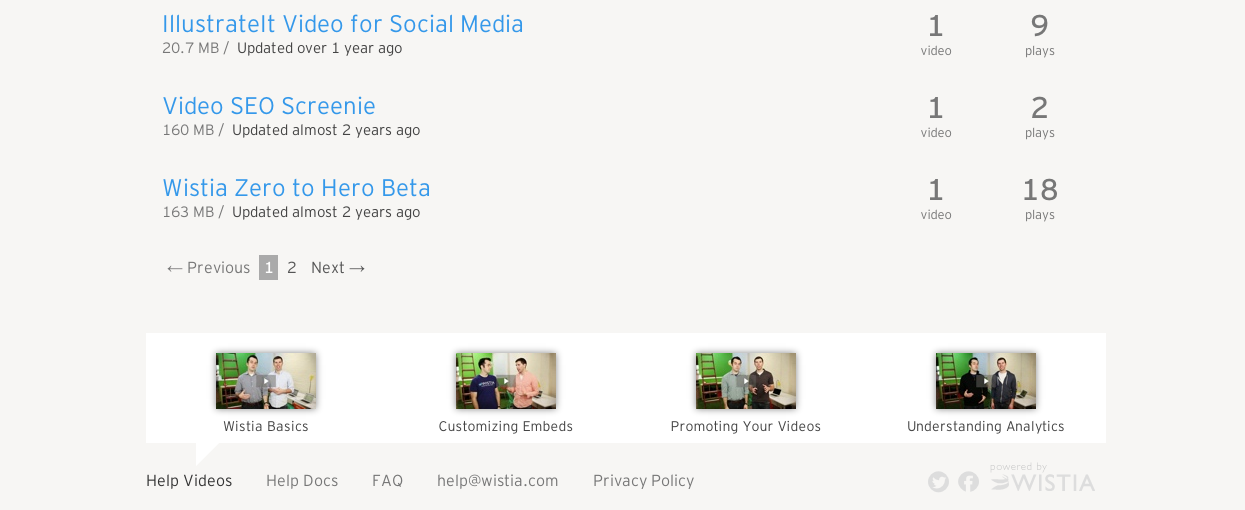 IllustrateIt Video for Social Media
20.7 MB / Updated over 1 year ago
1
video
9
plays
Video SEO Screenie
160 MB / Updated almost 2 years ago
1
video
2
plays
Wistia Zero to Hero Beta
163 MB / Updated almost 2 years ago
1
video
18
plays
← Previous 1 2 Next →
Wistia Basics
Customizing Embeds
Promoting Your Videos
Understanding Analytics
Help Videos Help Docs FAQ help@wistia.com Privacy Policy
powered by
WISTIA